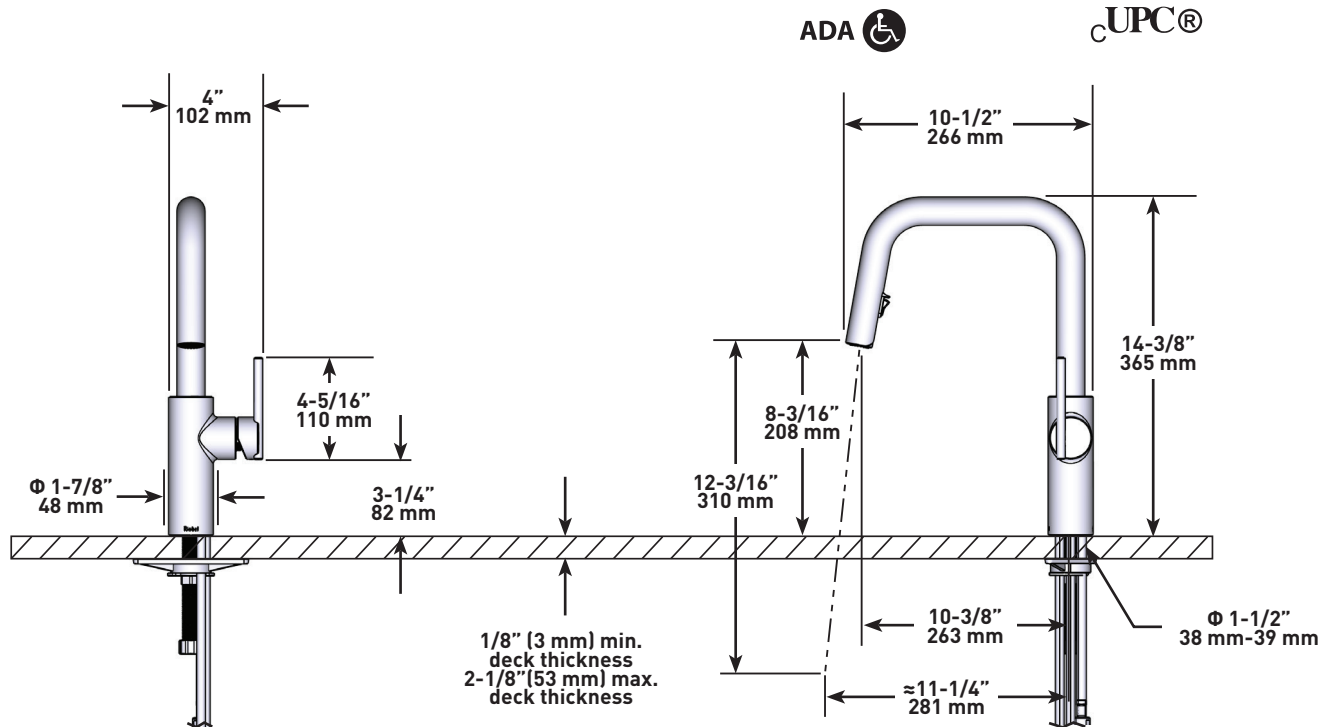 ADA
cUPC®
4”
102 mm
10-1/2”
266 mm
14-3/8”
365 mm
4-5/16”
110 mm
8-3/16”
208 mm
12-3/16”
310 mm
Φ 1-7/8”
48 mm
3-1/4”
82 mm
Riobel
10-3/8”
263 mm
Φ 1-1/2”
38 mm-39 mm
1/8” (3 mm) min.
deck thickness
2-1/8”(53 mm) max.
deck thickness
≈11-1/4”
281 mm